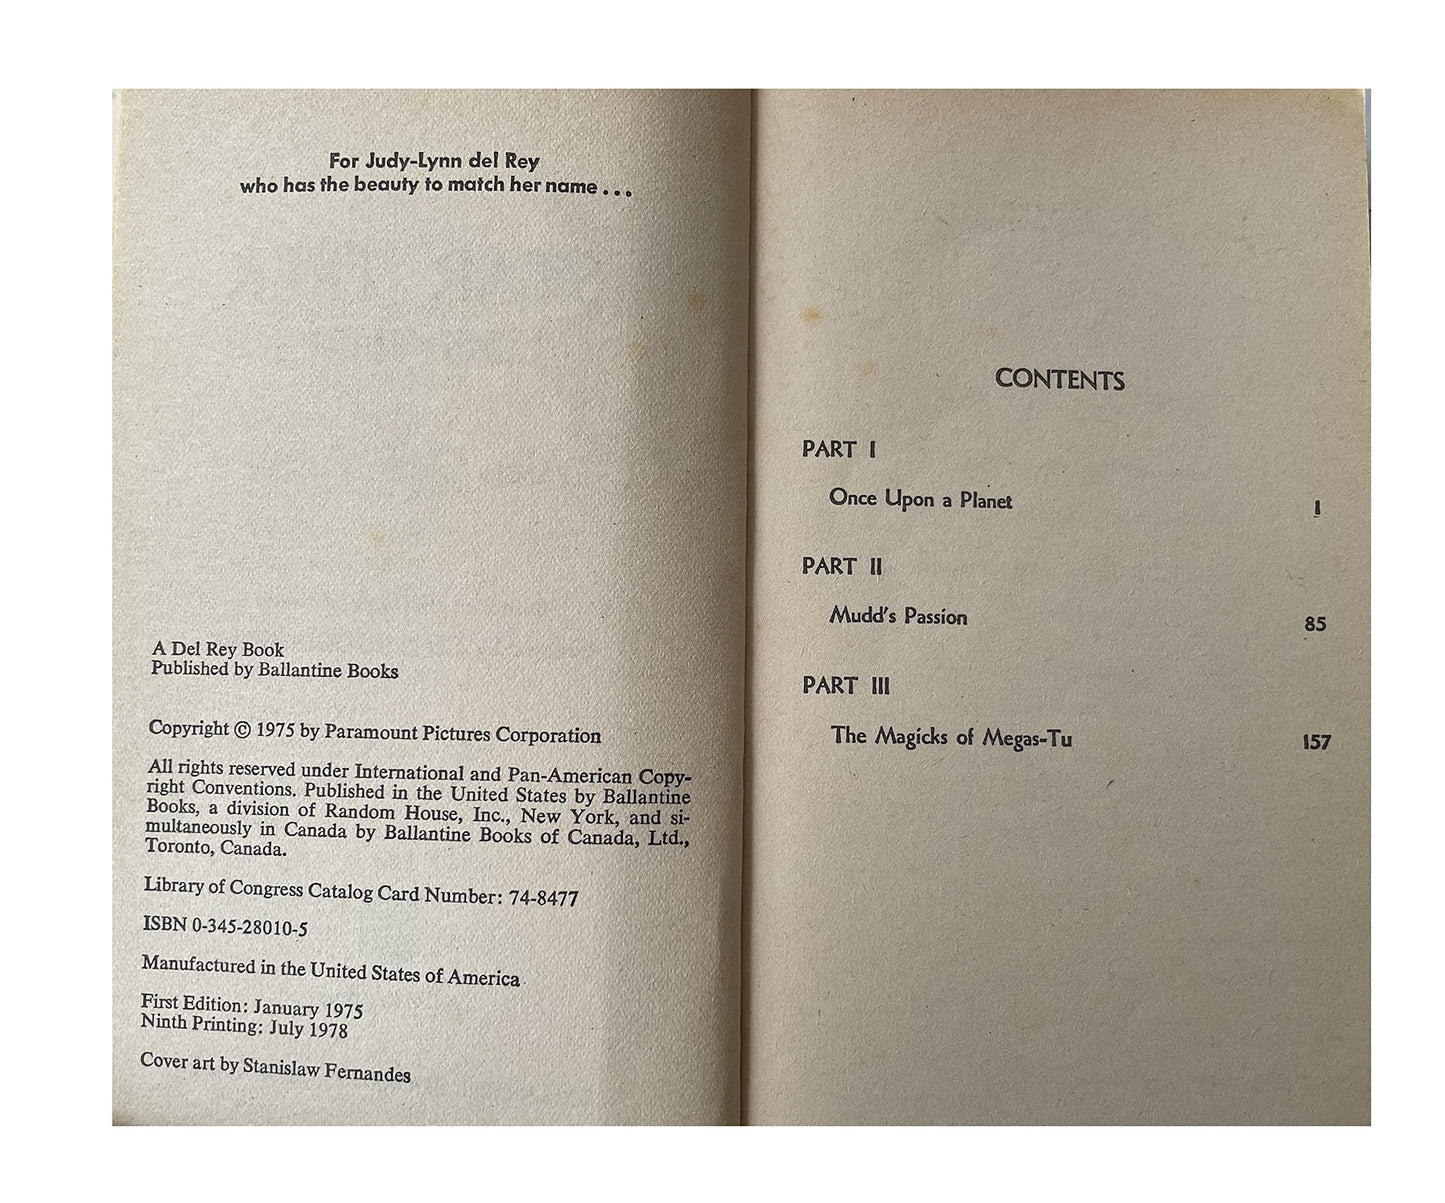 For Judy-Lynn del Rey
who has the beauty to match her name . . .
A Del Rey Book
Published by Ballantine Books
Copyright © 1975 by Paramount Pictures Corporation
All rights reserved under International and Pan-American Copy-
right Conventions. Published in the United States by Ballantine
Books, a division of Random House, Inc., New York, and si-
multaneously in Canada by Ballantine Books of Canada, Ltd.,
Toronto, Canada.
Library of Congress Catalog Card Number: 74-8477
ISBN 0-345-28010-5
Manufactured in the United States of America
First Edition: January 1975
Ninth Printing: July 1978
Cover art by Stanislaw Fernandes
CONTENTS
PART I
Once Upon a Planet 1
PART II
Mudd's Passion 85
PART III
The Magicks of Megas-Tu 157